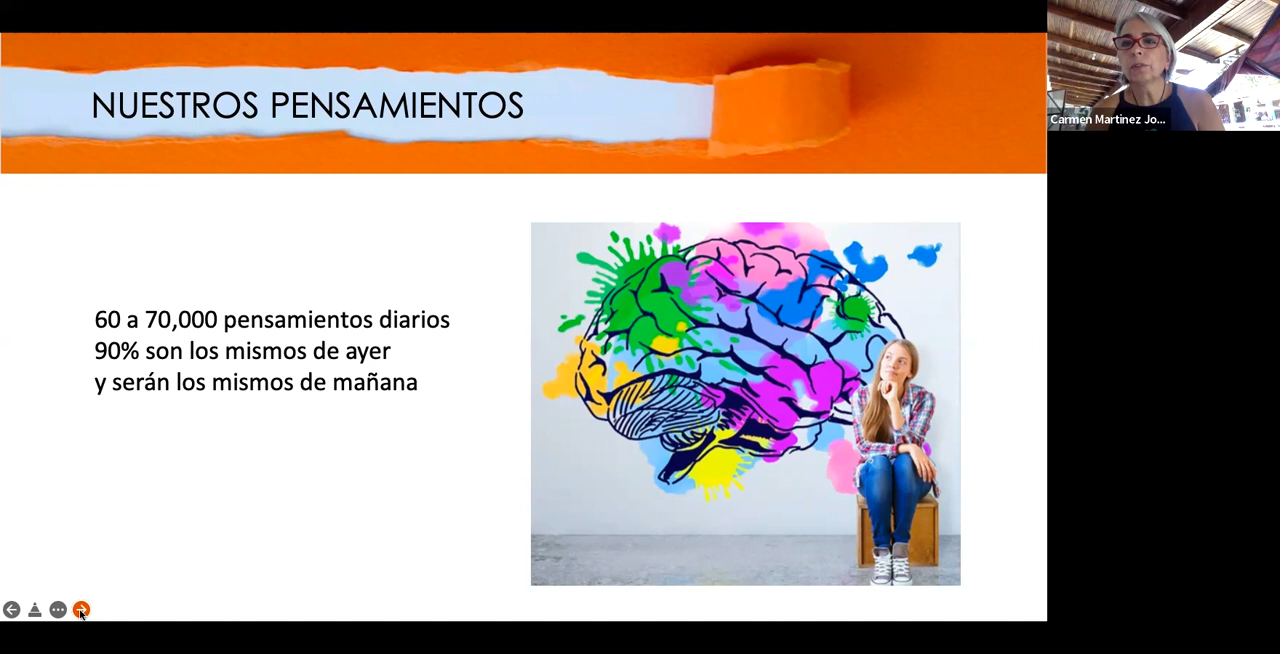 NUESTROS PENSAMIENTOS
Carmen Martinez Jo...
60 a 70,000 pensamientos diarios
90% son los mismos de ayer
y serán los mismos de mañana